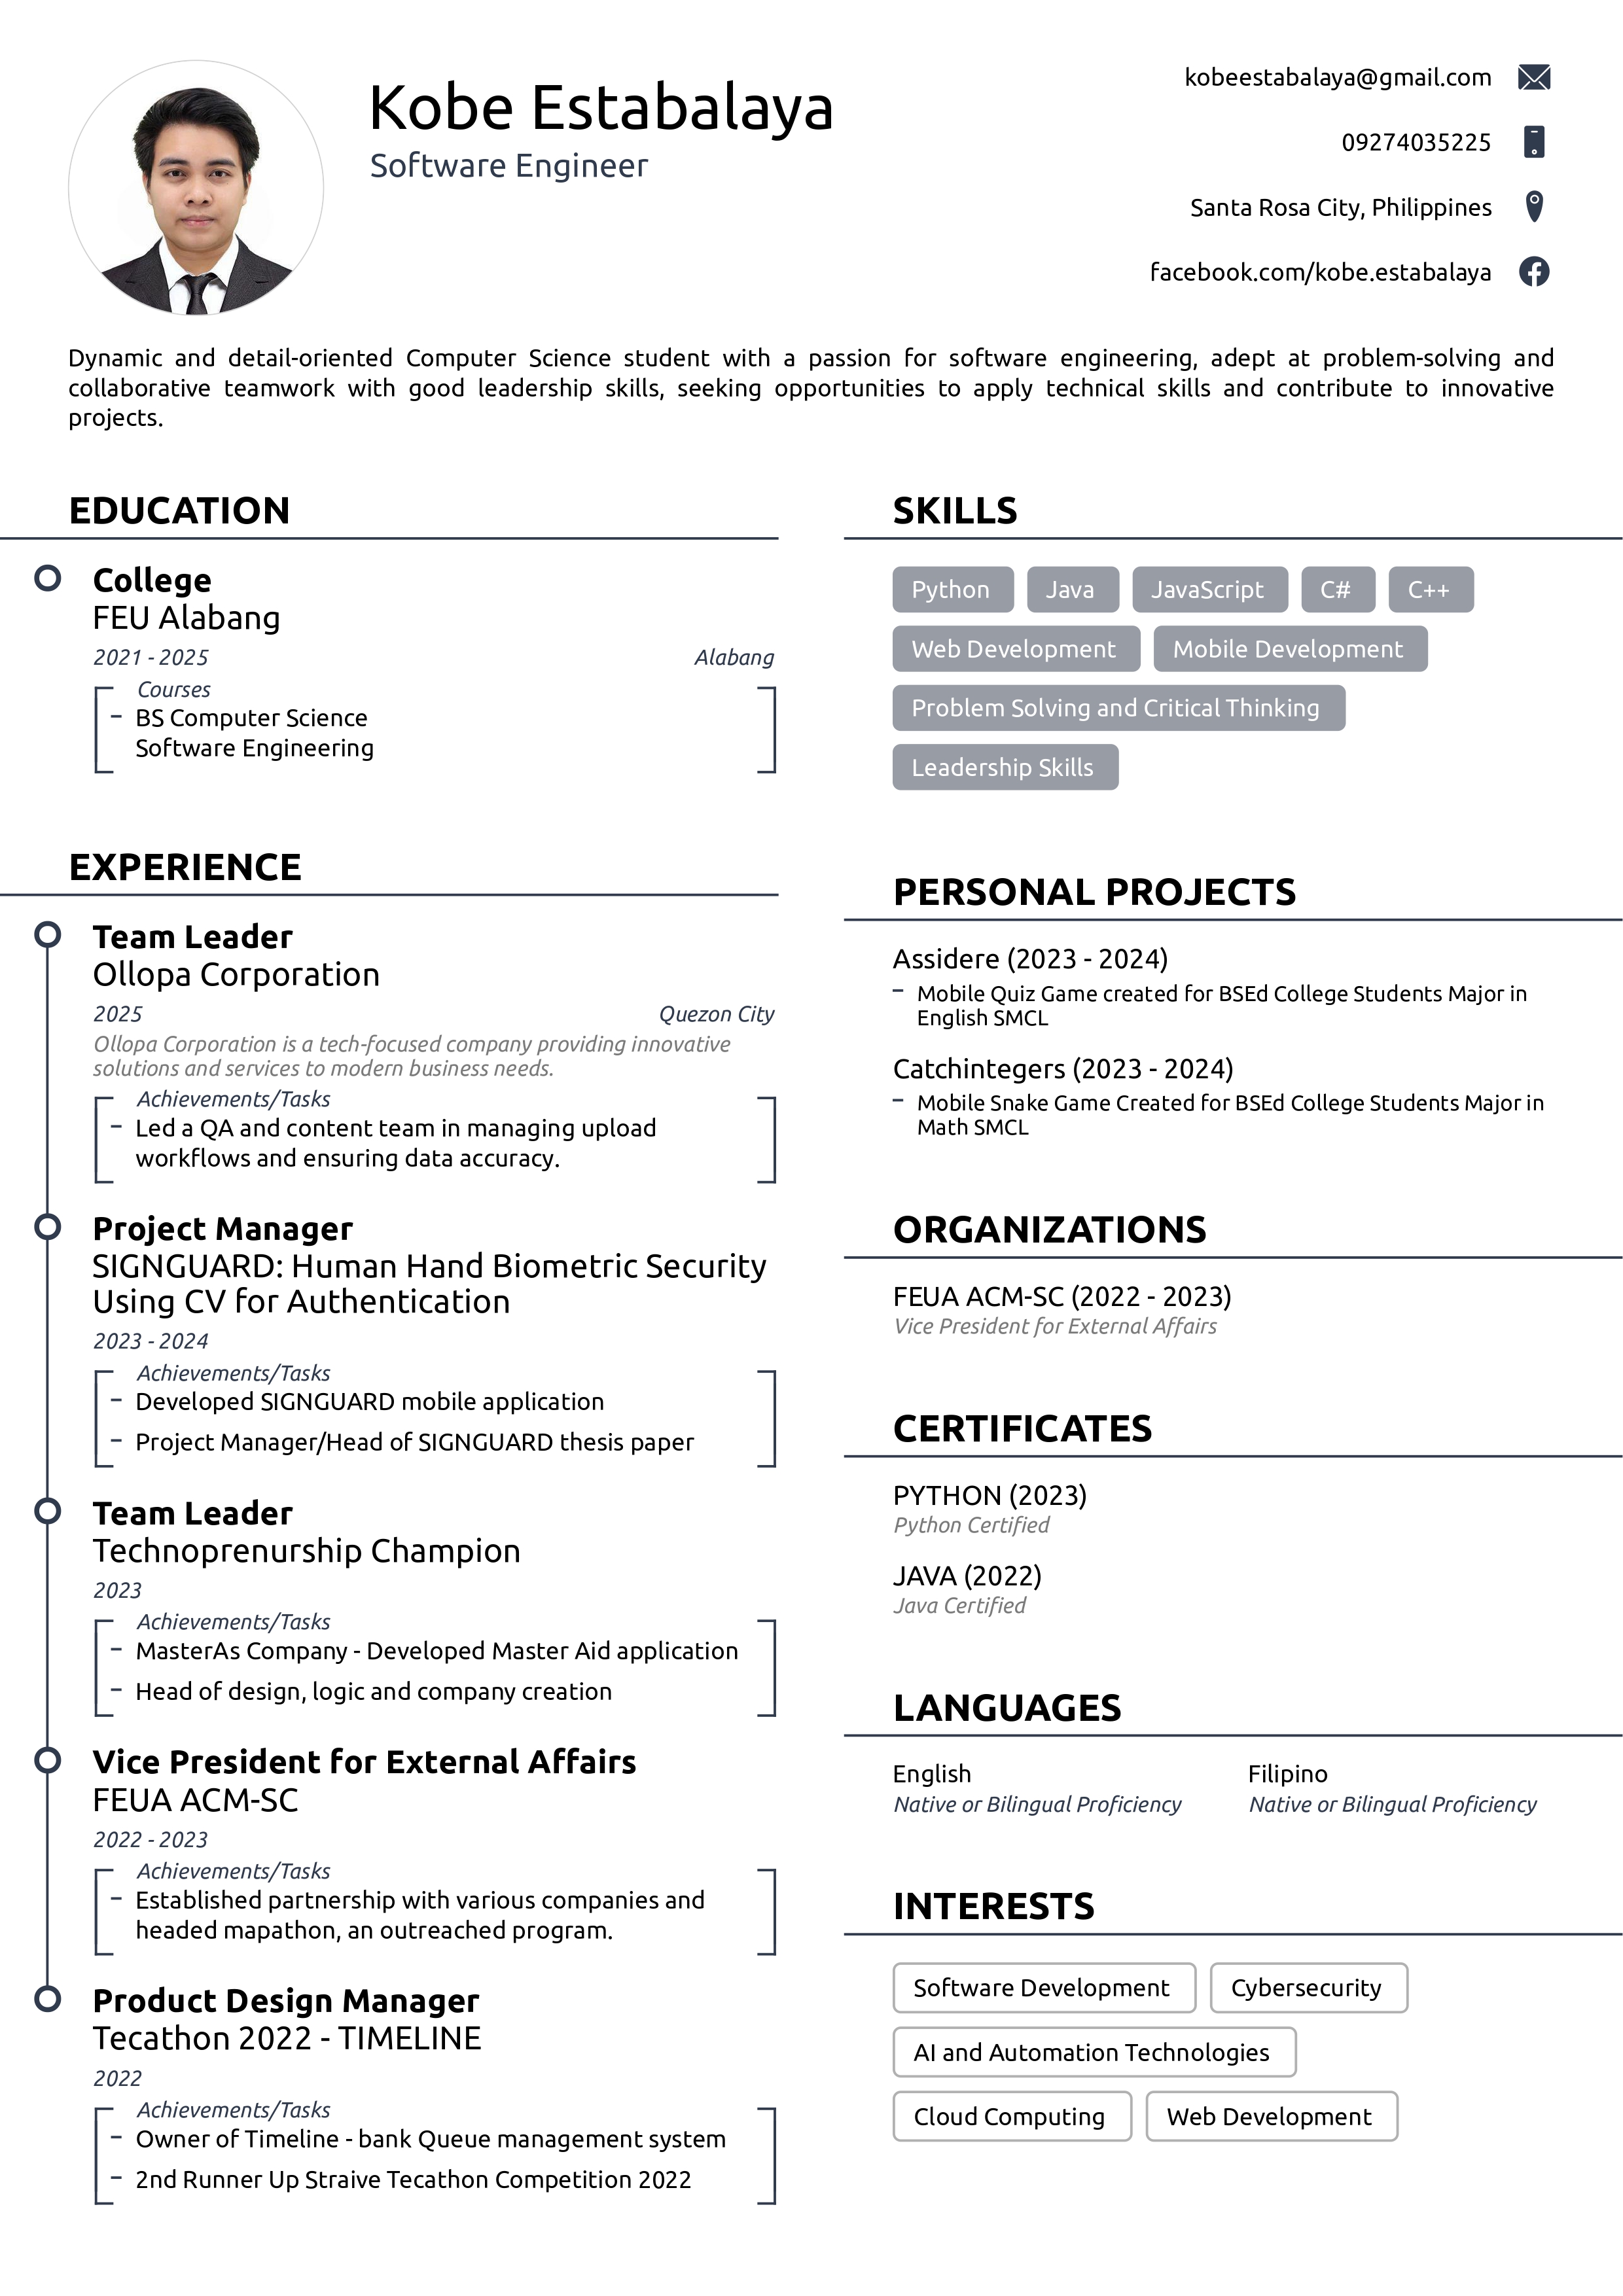 Kobe Estabalaya
Software Engineer
kobeestabalaya@gmail.com
09274035225
Santa Rosa City, Philippines
facebook.com/kobe.estabalaya
Dynamic and detail-oriented Computer Science student with a passion for software engineering, adept at problem-solving and
collaborative teamwork with good leadership skills, seeking opportunities to apply technical skills and contribute to innovative
projects.
EDUCATION
College
FEU Alabang
2021 - 2025 Alabang
Courses
– BS Computer Science
Software Engineering
EXPERIENCE
Team Leader
Ollopa Corporation
2025 Quezon City
Ollopa Corporation is a tech-focused company providing innovative
solutions and services to modern business needs.
Achievements/Tasks
– Led a QA and content team in managing upload
workflows and ensuring data accuracy.
Project Manager
SIGNGUARD: Human Hand Biometric Security
Using CV for Authentication
2023 - 2024
Achievements/Tasks
– Developed SIGNGUARD mobile application
– Project Manager/Head of SIGNGUARD thesis paper
Team Leader
Technoprenurship Champion
2023
Achievements/Tasks
– MasterAs Company - Developed Master Aid application
– Head of design, logic and company creation
Vice President for External Affairs
FEUA ACM-SC
2022 - 2023
Achievements/Tasks
– Established partnership with various companies and
headed mapathon, an outreached program.
Product Design Manager
Tecathon 2022 - TIMELINE
2022
Achievements/Tasks
– Owner of Timeline - bank Queue management system
– 2nd Runner Up Straive Tecathon Competition 2022
SKILLS
Python Java JavaScript C# C++
Web Development Mobile Development
Problem Solving and Critical Thinking
Leadership Skills
PERSONAL PROJECTS
Assidere (2023 - 2024)
– Mobile Quiz Game created for BSEd College Students Major in
English SMCL
Catchintegers (2023 - 2024)
– Mobile Snake Game Created for BSEd College Students Major in
Math SMCL
ORGANIZATIONS
FEUA ACM-SC (2022 - 2023)
Vice President for External Affairs
CERTIFICATES
PYTHON (2023)
Python Certified
JAVA (2022)
Java Certified
LANGUAGES
English Filipino
Native or Bilingual Proficiency Native or Bilingual Proficiency
INTERESTS
Software Development Cybersecurity
AI and Automation Technologies
Cloud Computing Web Development